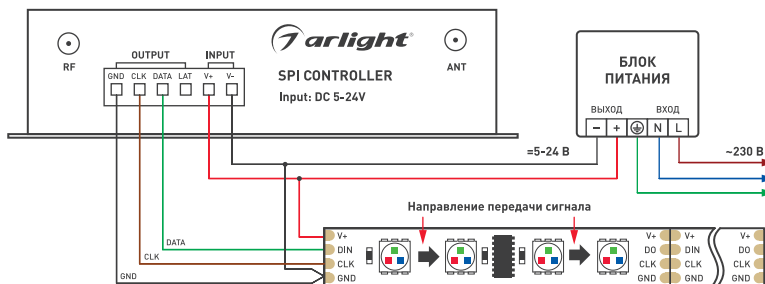 arlight®
RF
OUTPUT
INPUT
GND CLK DATA LAT V+ V-
SPI CONTROLLER
Input: DC 5-24V
ANT
БЛОК
ПИТАНИЯ
ВЫХОД
ВХОД
− + N L
=5-24 В
~230 В
Направление передачи сигнала
DATA
CLK
GND
V+
DIN
CLK
GND
V+
DO
CLK
GND
V+
DIN
CLK
GND
V+
DO
CLK
GND